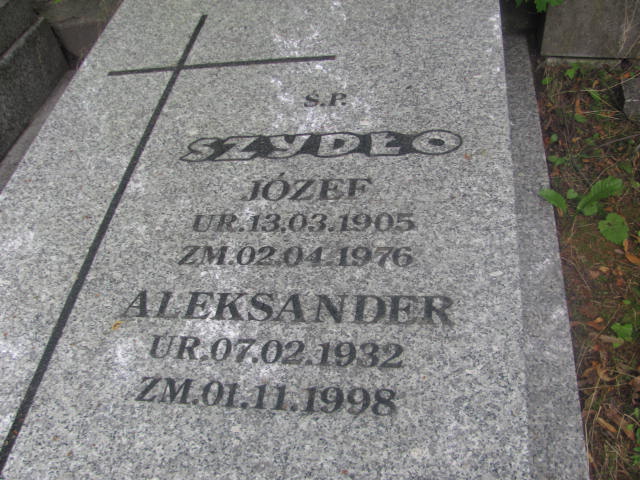 Ś.P.
SZYDŁO
JÓZEF
UR.13.03.1905
ZM.02.04.1976
ALEKSANDER
UR.07.02.1932
ZM.01.11.1998